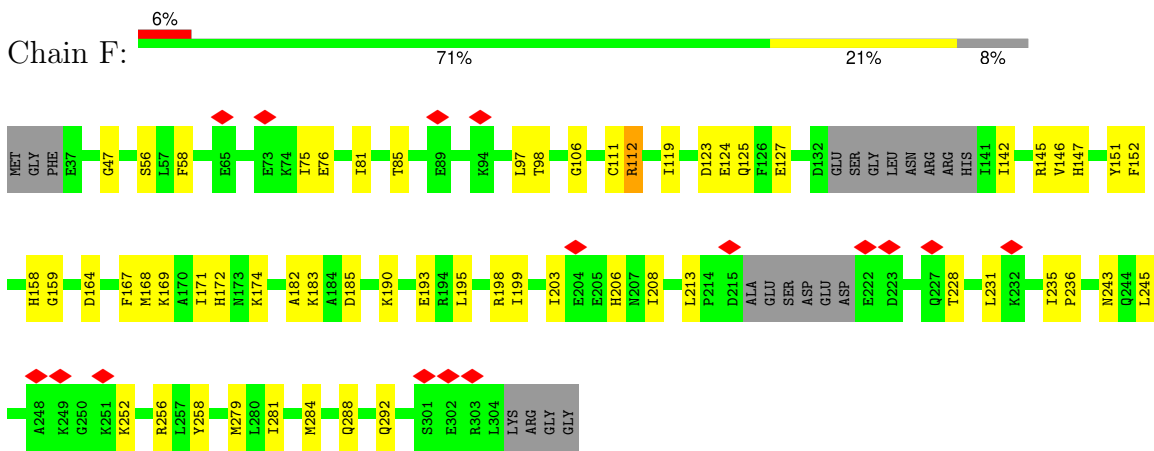 6%
Chain F:
71% 21% 8%
MET GLY PHE E37 G47 S56 L57 F58 E65 E73 K74 I75 E76 I81 T85 E89 K94 L97 T98 G106 C111 R112 I119 D123 E124 Q125 F126 E127 D132 GLU SER GLY LEU ASN ARG ARG HIS I141 I142 R145 V146 H147 Y151 F152
H158 G159 D164 F167 M168 K169 A170 I171 H172 N173 K174 A182 K183 A184 D185 K190 E193 R194 L195 R198 I199 I203 E204 E205 H206 N207 I208 L213 P214 D215 ALA GLU SER ASP GLU ASP E222 D223 Q227 T228 L231 K232 I235 P236 N243 Q244 L245
A248 K249 G250 K251 K252 R256 L257 Y258 M279 L280 I281 M284 Q288 Q292 S301 E302 R303 L304 LYS ARG GLY GLY